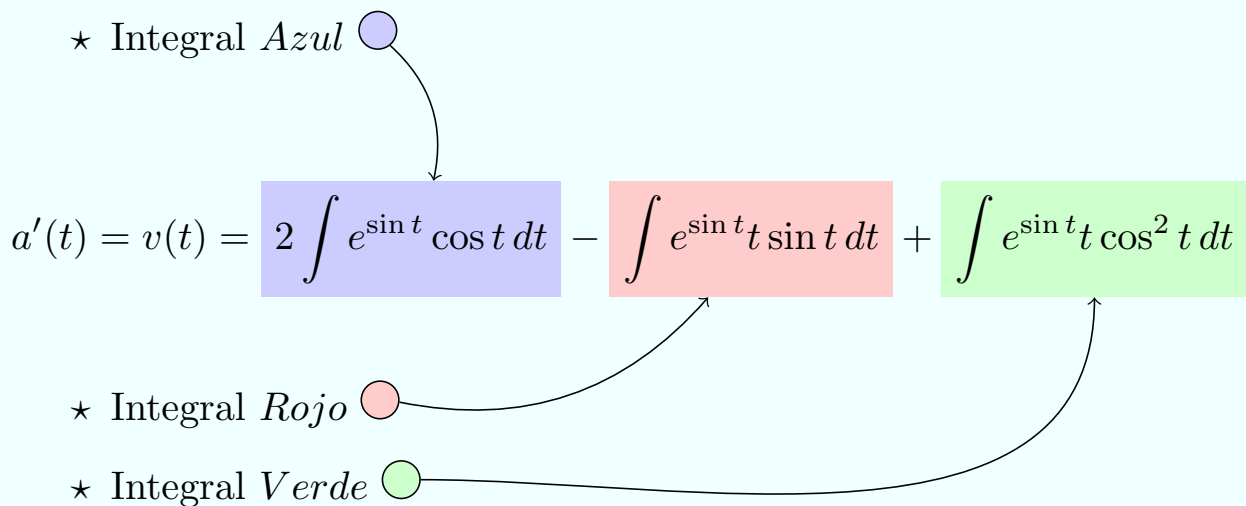 ⋆ Integral Azul
a′(t) = v(t) = 2 ∫ e^{sin t} cos t dt − ∫ e^{sin t} t sin t dt + ∫ e^{sin t} t cos² t dt
⋆ Integral Rojo
⋆ Integral Verde